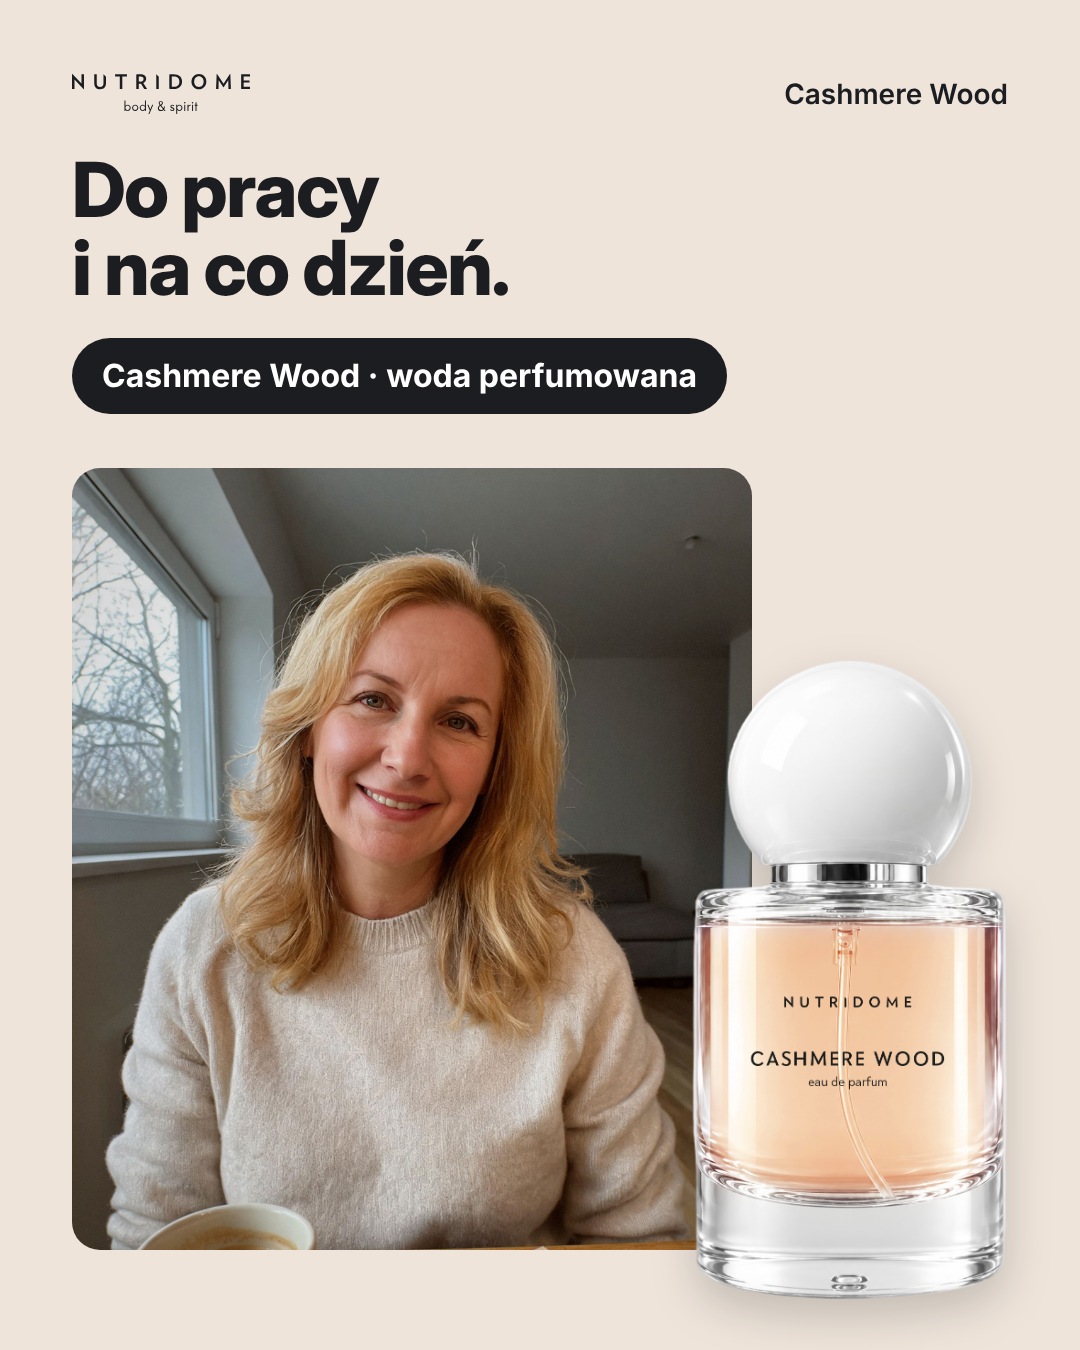 NUTRIDOME
body & spirit
Cashmere Wood
Do pracy
i na co dzień.
Cashmere Wood · woda perfumowana
NUTRIDOME
CASHMERE WOOD
eau de parfum